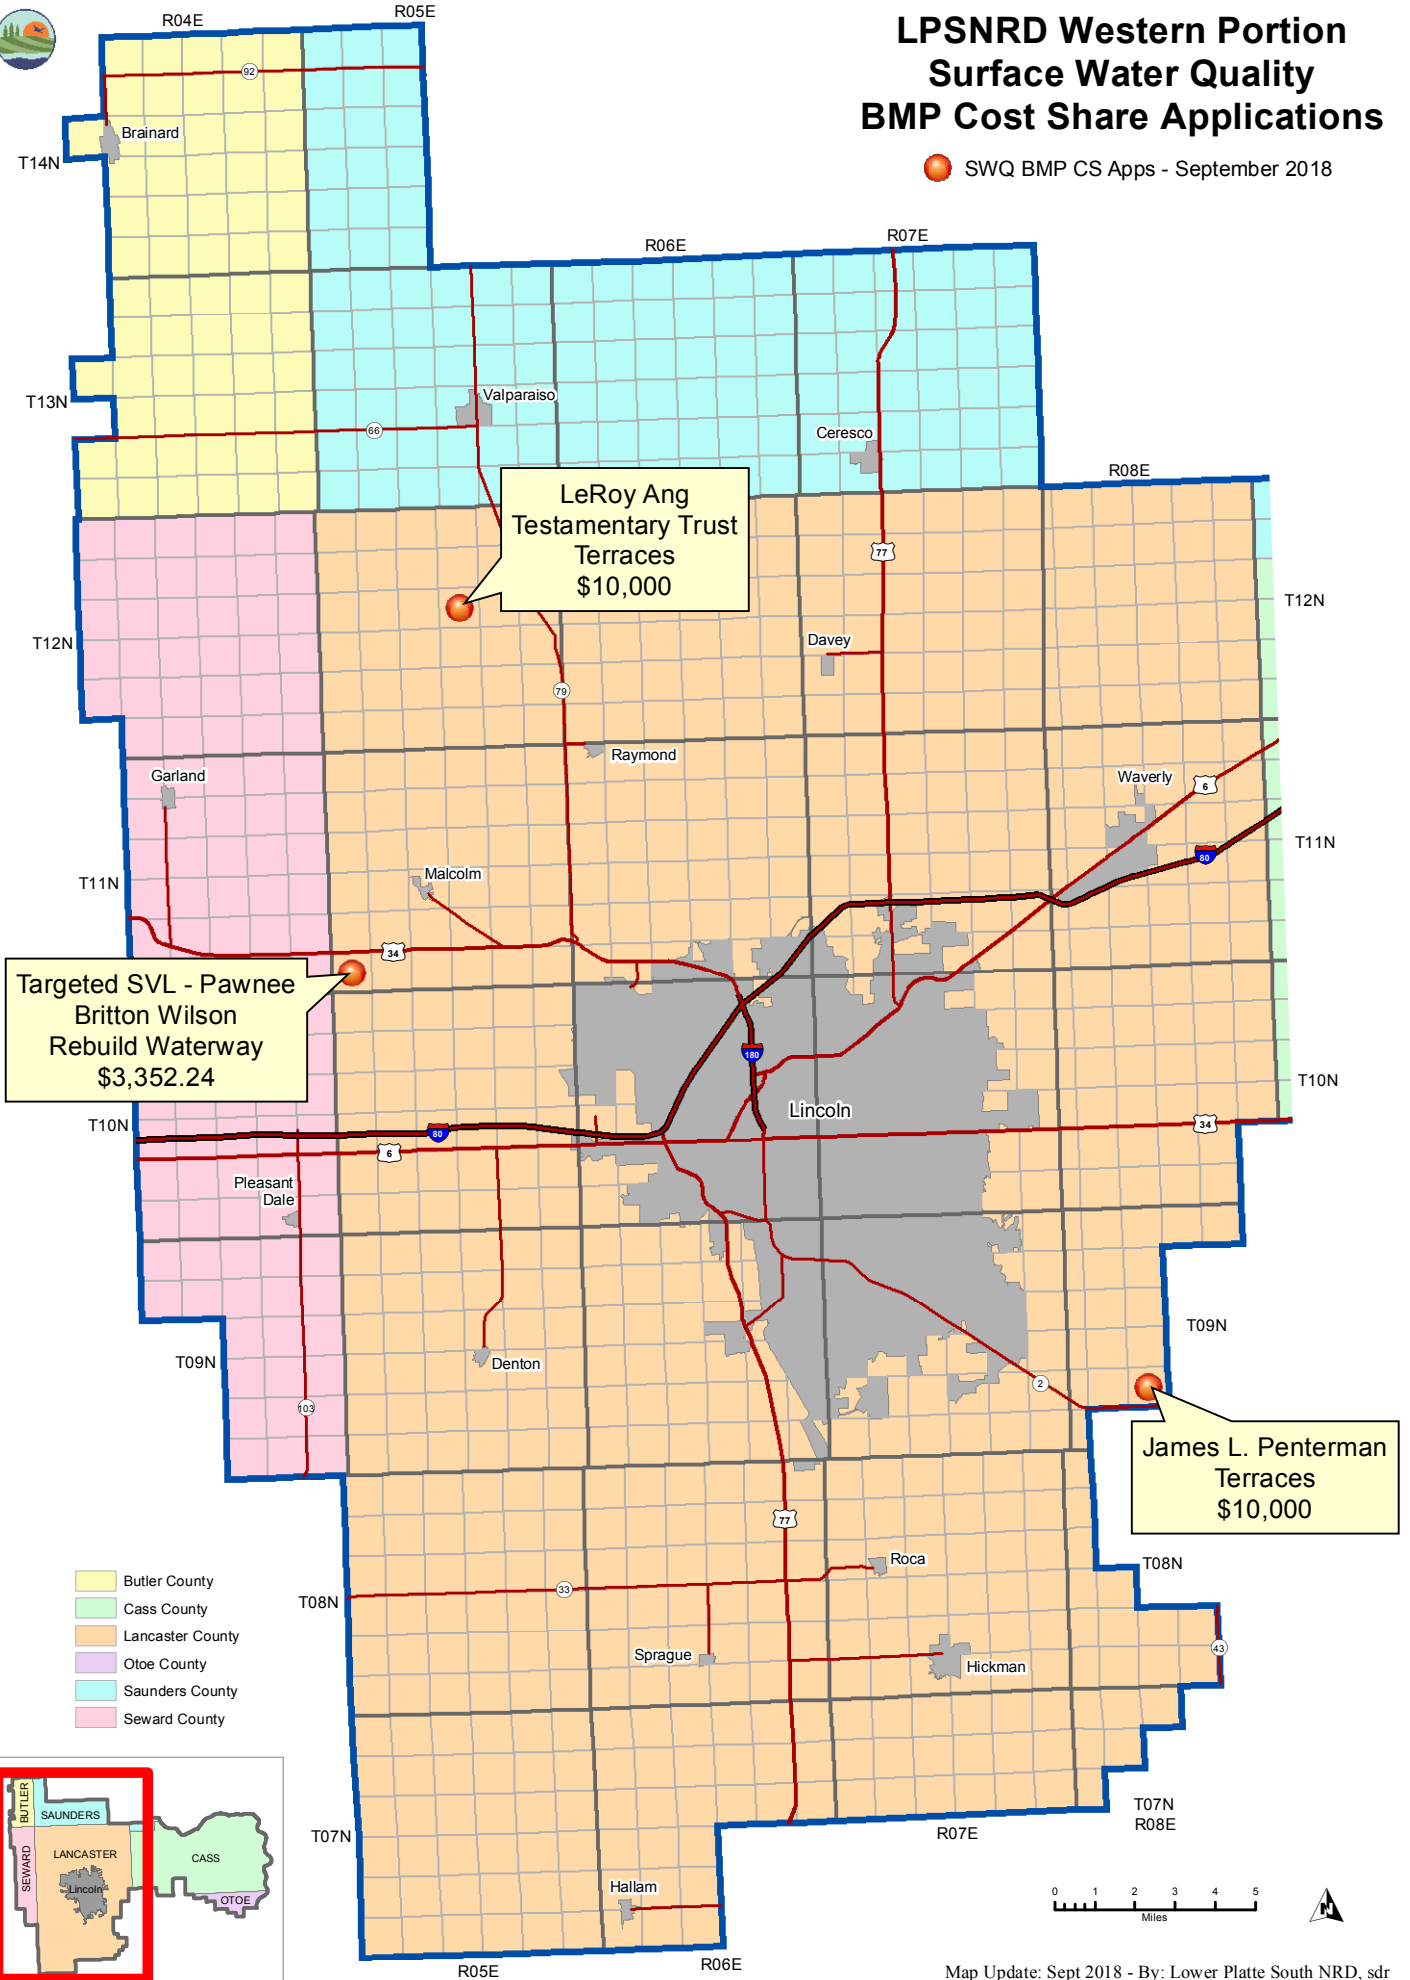 LPSNRD Western Portion
Surface Water Quality
BMP Cost Share Applications
SWQ BMP CS Apps - September 2018
R04E
R05E
92
Brainard
T14N
R06E
R07E
T13N
Valparaiso
66
Ceresco
R08E
LeRoy Ang
Testamentary Trust
Terraces
$10,000
77
T12N
T12N
Davey
79
Raymond
Garland
Waverly
6
T11N
80
Malcolm
T11N
34
Targeted SVL - Pawnee
Britton Wilson
Rebuild Waterway
$3,352.24
180
T10N
Lincoln
T10N
80
34
6
Pleasant
Dale
T09N
T09N
Denton
2
103
James L. Penterman
Terraces
$10,000
77
Roca
T08N
33
T08N
Sprague
Hickman
43
Butler County
Cass County
Lancaster County
Otoe County
Saunders County
Seward County
BUTLER
SAUNDERS
SEWARD
LANCASTER
Lincoln
CASS
OTOE
T07N
R07E
T07N
R08E
Hallam
R05E
R06E
0 1 2 3 4 5
Miles
N
Map Update: Sept 2018 - By: Lower Platte South NRD, sdr